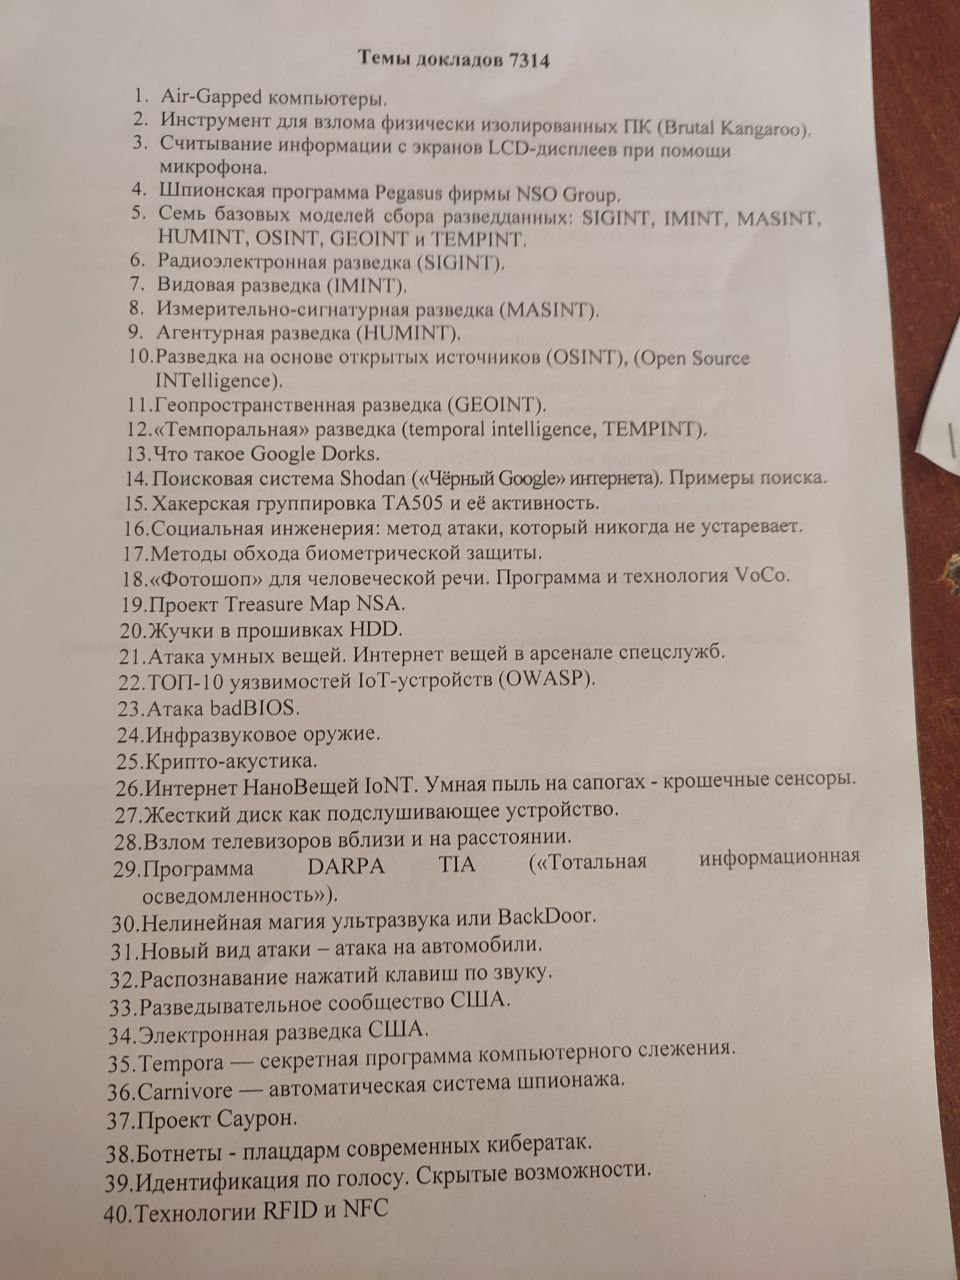 Темы докладов 7314
1. Air-Gapped компьютеры.
2. Инструмент для взлома физически изолированных ПК (Brutal Kangaroo).
3. Считывание информации с экранов LCD-дисплеев при помощи
микрофона.
4. Шпионская программа Pegasus фирмы NSO Group.
5. Семь базовых моделей сбора разведданных: SIGINT, IMINT, MASINT,
HUMINT, OSINT, GEOINT и TEMPINT.
6. Радиоэлектронная разведка (SIGINT).
7. Видовая разведка (IMINT).
8. Измерительно-сигнатурная разведка (MASINT).
9. Агентурная разведка (HUMINT).
10.Разведка на основе открытых источников (OSINT), (Open Source
INTelligence).
11.Геопространственная разведка (GEOINT).
12.«Темпоральная» разведка (temporal intelligence, TEMPINT).
13.Что такое Google Dorks.
14.Поисковая система Shodan («Чёрный Google» интернета). Примеры поиска.
15.Хакерская группировка TA505 и её активность.
16.Социальная инженерия: метод атаки, который никогда не устаревает.
17.Методы обхода биометрической защиты.
18.«Фотошоп» для человеческой речи. Программа и технология VoCo.
19.Проект Treasure Map NSA.
20.Жучки в прошивках HDD.
21.Атака умных вещей. Интернет вещей в арсенале спецслужб.
22.ТОП-10 уязвимостей IoT-устройств (OWASP).
23.Атака badBIOS.
24.Инфразвуковое оружие.
25.Крипто-акустика.
26.Интернет НаноВещей IoNT. Умная пыль на сапогах - крошечные сенсоры.
27.Жесткий диск как подслушивающее устройство.
28.Взлом телевизоров вблизи и на расстоянии.
29.Программа DARPA TIA («Тотальная информационная
осведомленность»).
30.Нелинейная магия ультразвука или BackDoor.
31.Новый вид атаки – атака на автомобили.
32.Распознавание нажатий клавиш по звуку.
33.Разведывательное сообщество США.
34.Электронная разведка США.
35.Tempora — секретная программа компьютерного слежения.
36.Carnivore — автоматическая система шпионажа.
37.Проект Саурон.
38.Ботнеты - плацдарм современных кибератак.
39.Идентификация по голосу. Скрытые возможности.
40.Технологии RFID и NFC